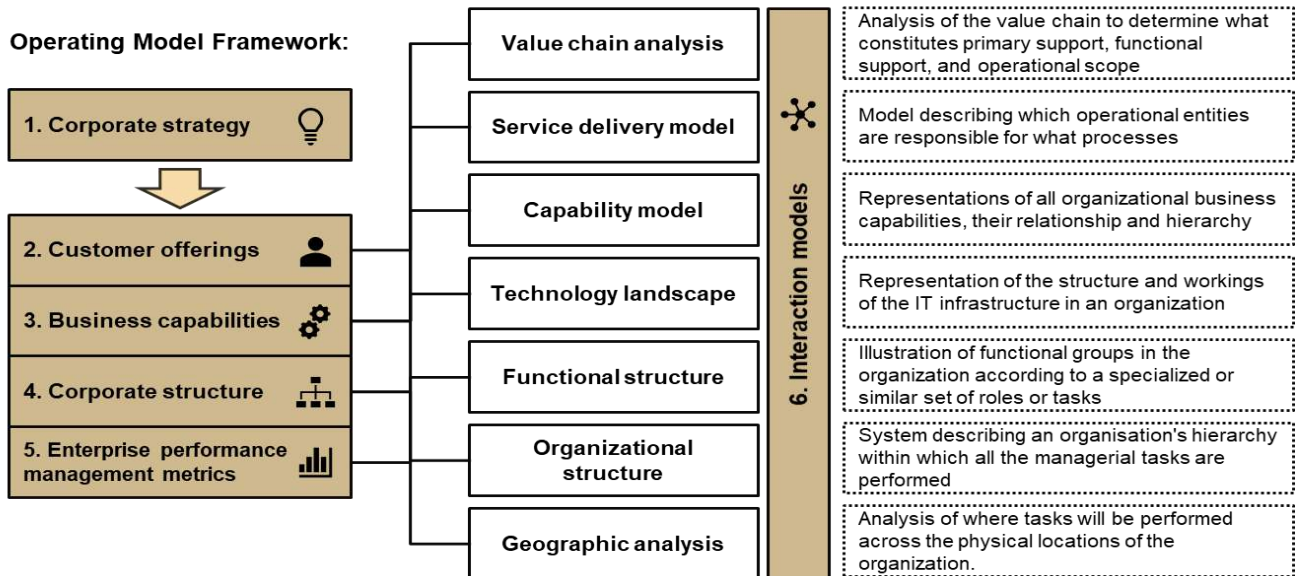 Operating Model Framework:
1. Corporate strategy
2. Customer offerings
3. Business capabilities
4. Corporate structure
5. Enterprise performance
management metrics
Value chain analysis
Service delivery model
Capability model
Technology landscape
Functional structure
Organizational
structure
Geographic analysis
6. Interaction models
Analysis of the value chain to determine what
constitutes primary support, functional
support, and operational scope
Model describing which operational entities
are responsible for what processes
Representations of all organizational business
capabilities, their relationship and hierarchy
Representation of the structure and workings
of the IT infrastructure in an organization
Illustration of functional groups in the
organization according to a specialized or
similar set of roles or tasks
System describing an organisation's hierarchy
within which all the managerial tasks are
performed
Analysis of where tasks will be performed
across the physical locations of the
organization.